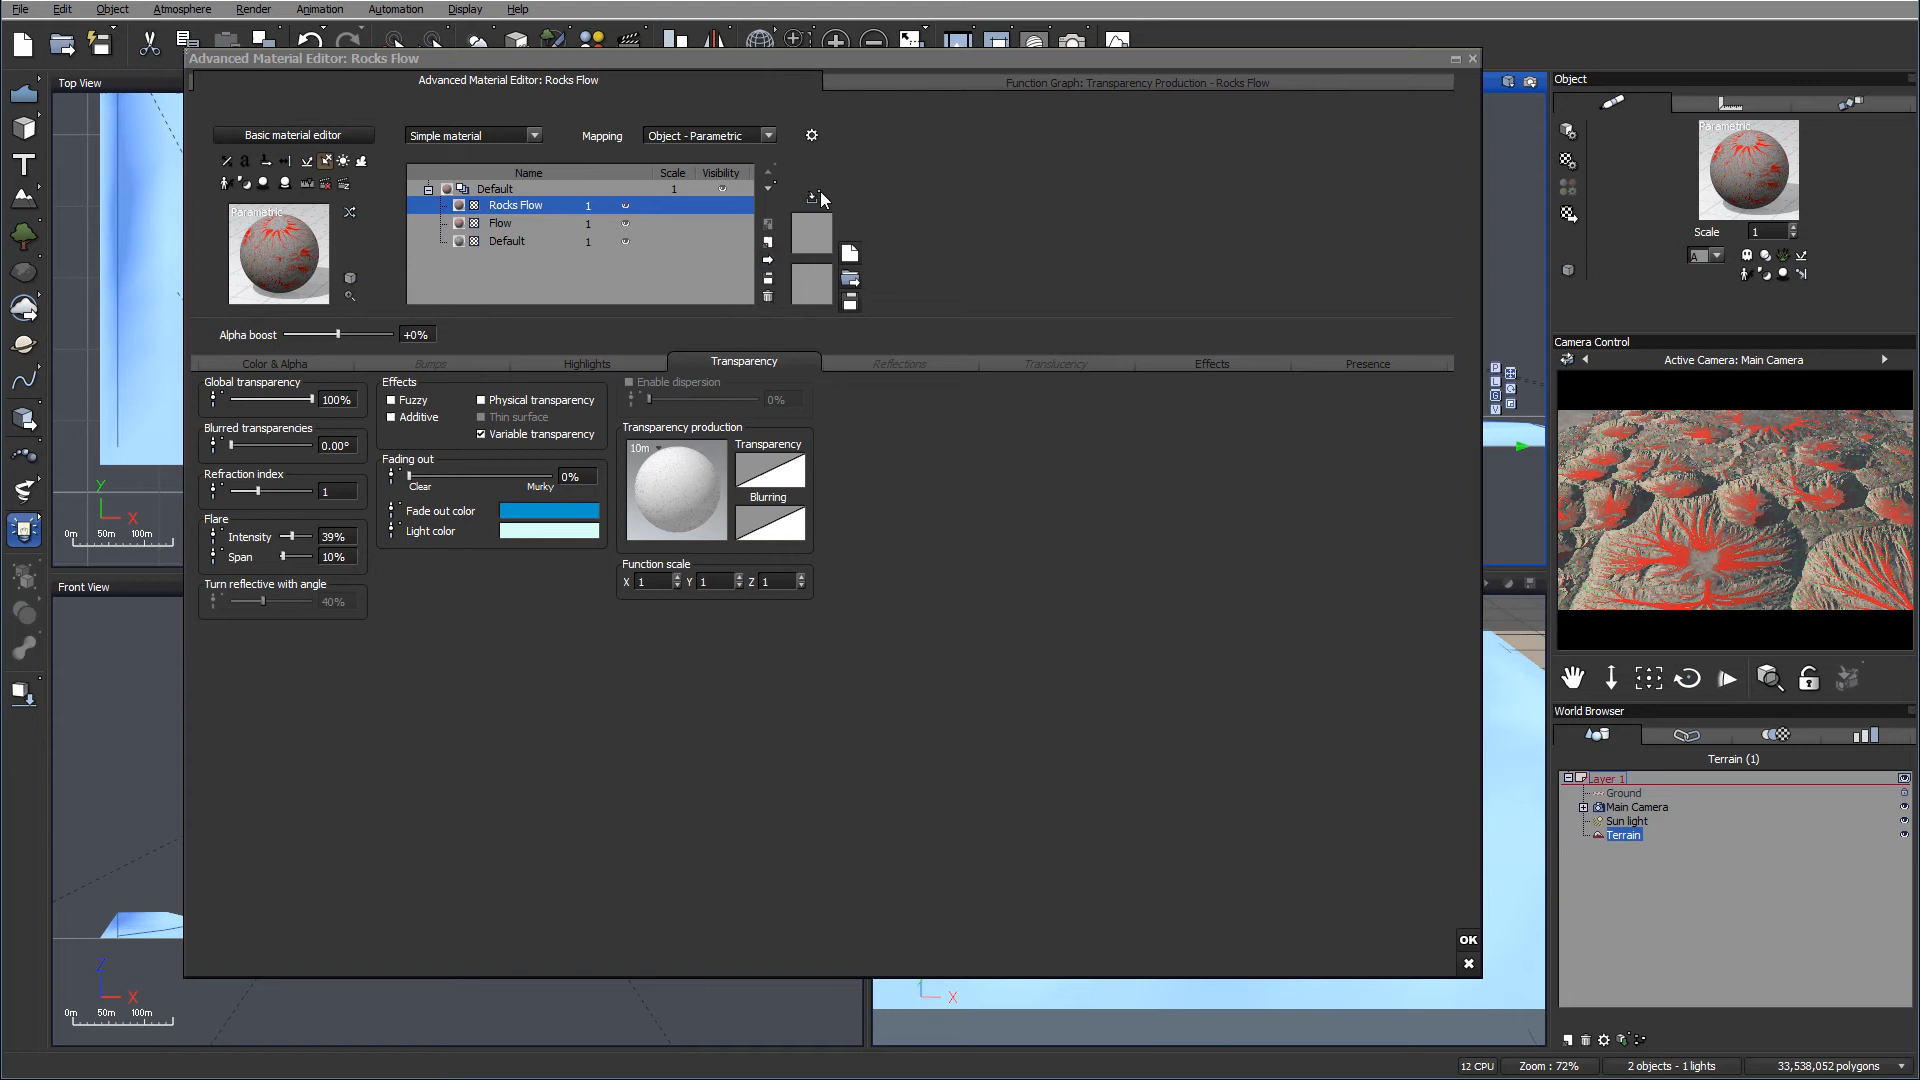 File Edit Object Atmosphere Render Animation Automation Display Help
Advanced Material Editor: Rocks Flow
Advanced Material Editor: Rocks Flow
Function Graph: Transparency Production - Rocks Flow
Top View
Basic material editor
Simple material
Mapping
Object - Parametric
Name Scale Visibility
Default 1
Rocks Flow 1
Flow 1
Default 1
Parametric
Alpha boost +0%
Color & Alpha Bumps Highlights Transparency Reflections Translucency Effects Presence
Global transparency
100%
Blurred transparencies
0.00°
Refraction index
1
Flare
Intensity 39%
Span 10%
Turn reflective with angle
40%
Effects
Fuzzy Physical transparency
Additive Thin surface
Variable transparency
Fading out
0%
Clear Murky
Fade out color
Light color
Enable dispersion
0%
Transparency production
10m
Transparency
Blurring
Function scale
X 1 Y 1 Z 1
OK
Y
X
0m 50m 100m
Front View
Z
X
0m 50m 100m
X
P
L
G
V
Object
Parametric
Scale 1
A
Camera Control
Active Camera: Main Camera
World Browser
Terrain (1)
Layer 1
Ground
Main Camera
Sun light
Terrain
12 CPU Zoom : 72% 2 objects - 1 lights 33,538,052 polygons